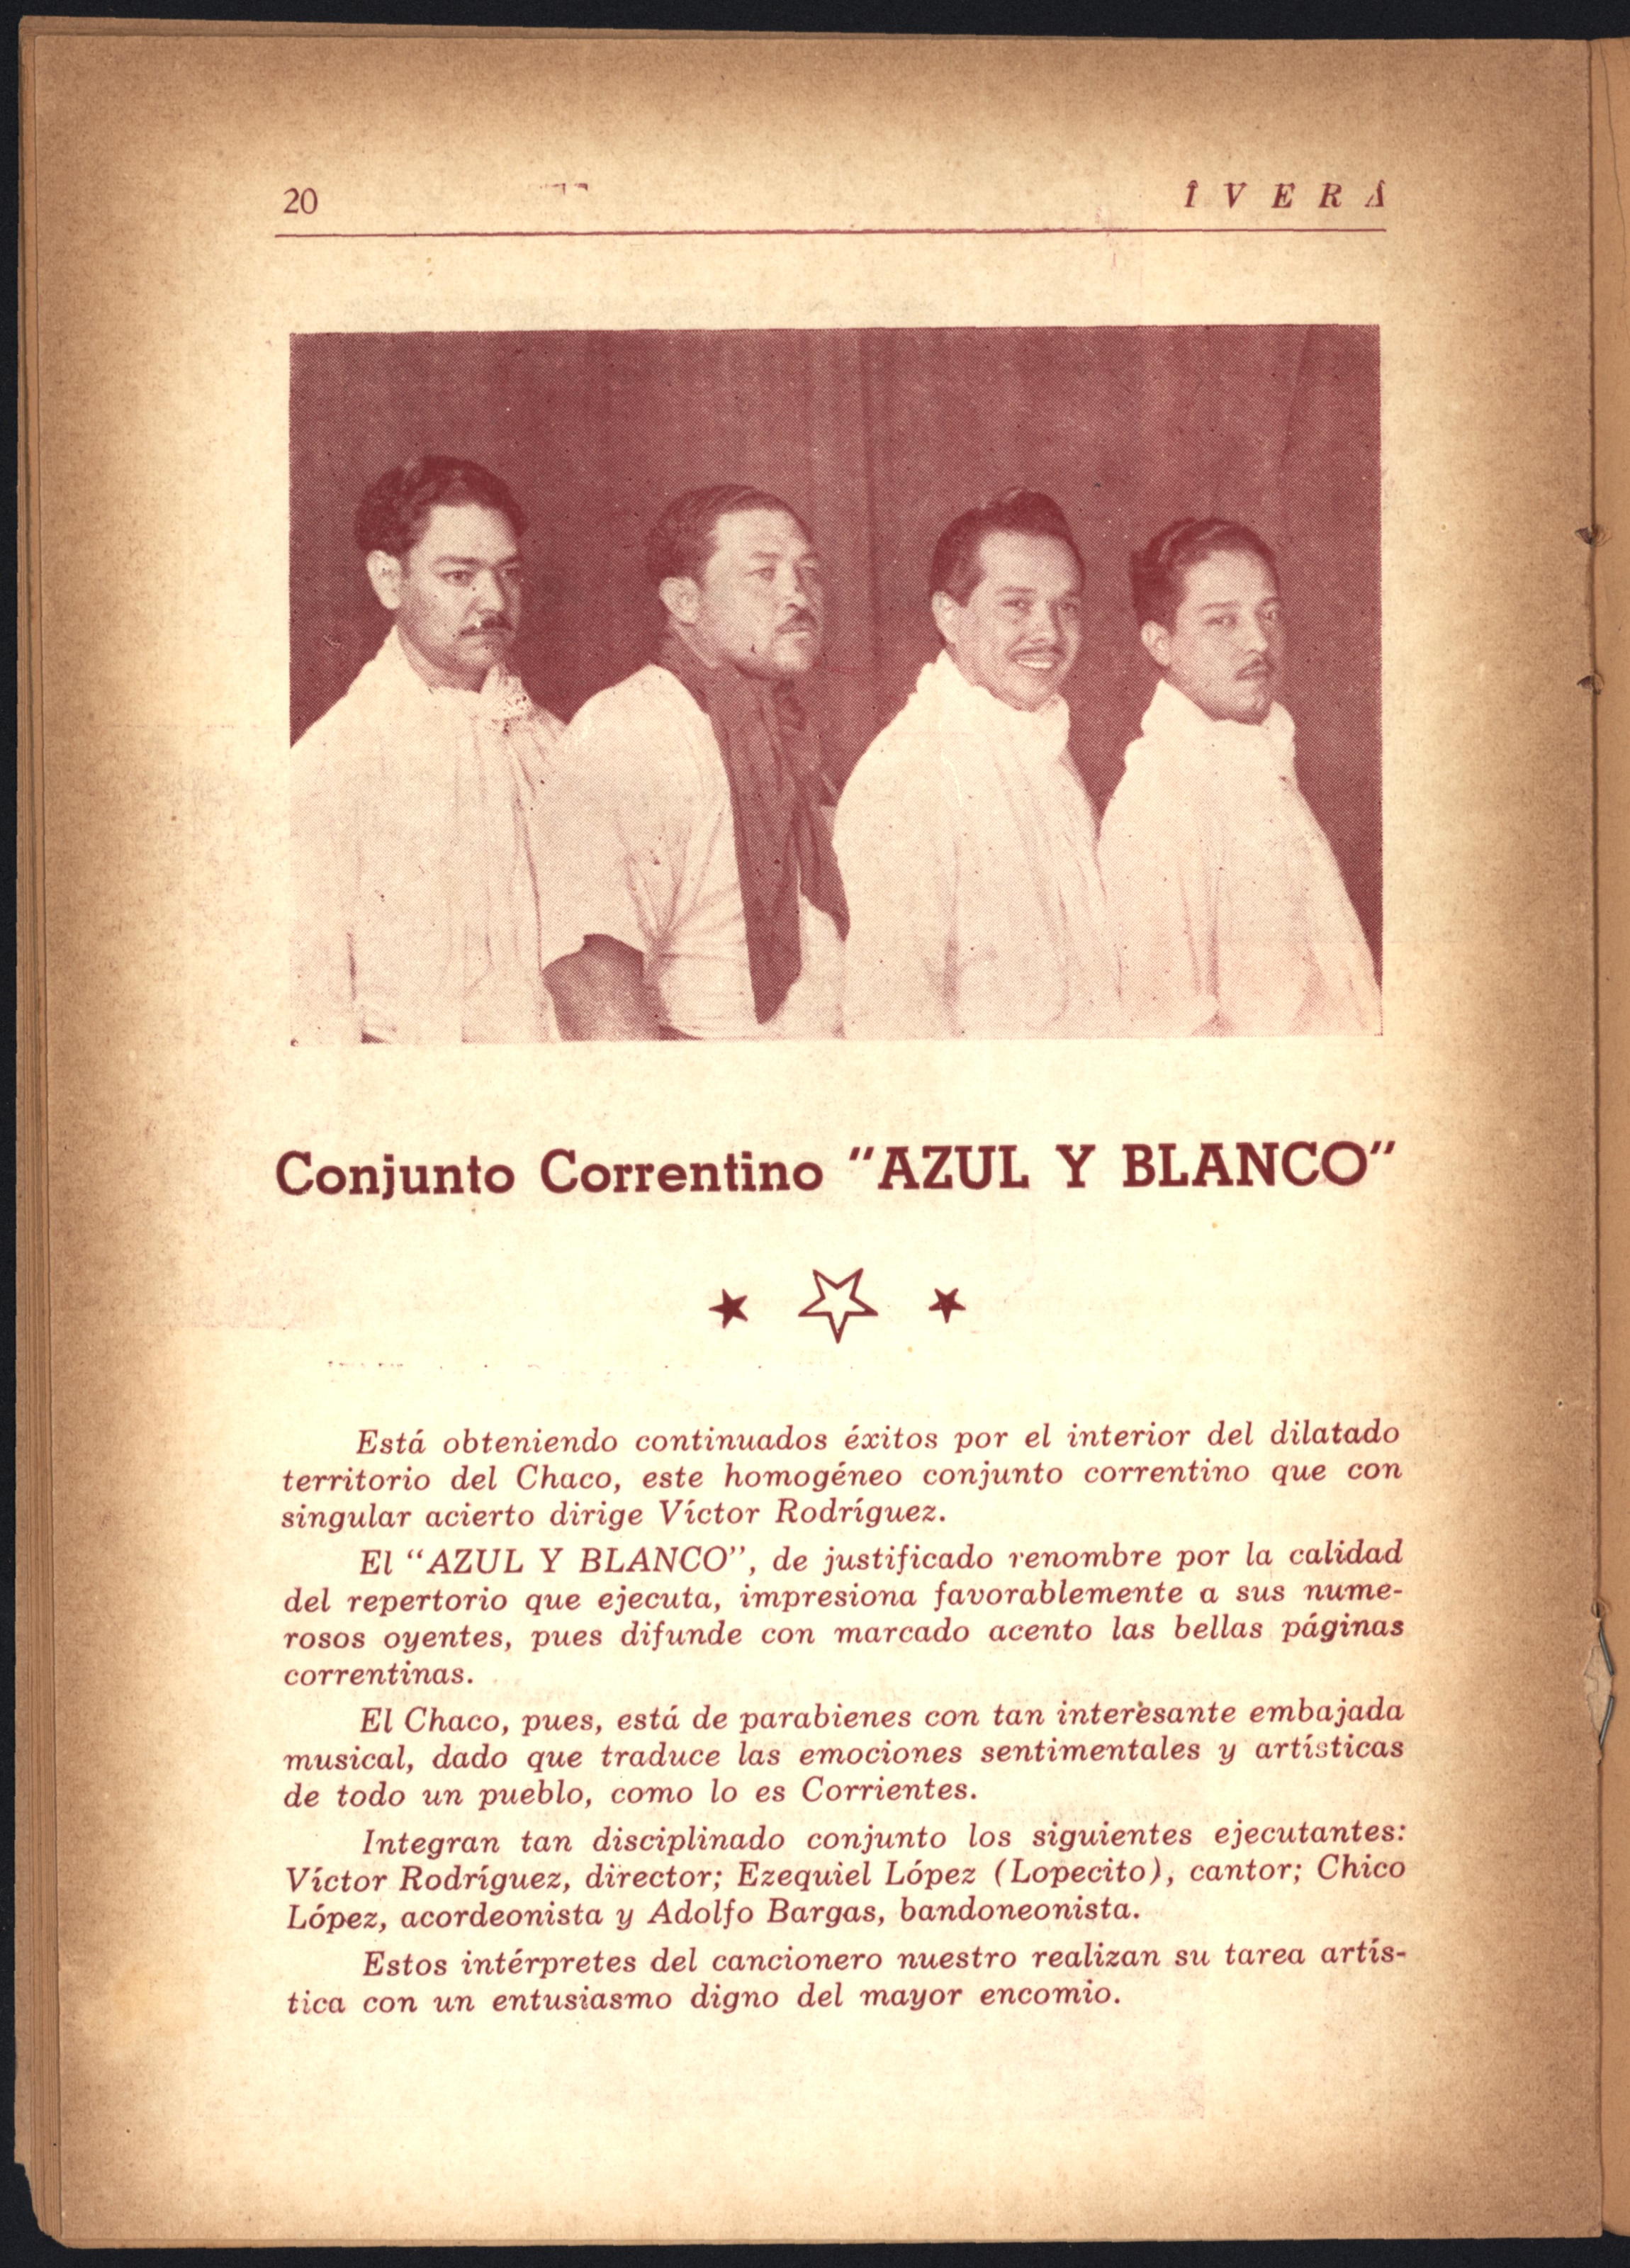 20
Î V E R Â
Conjunto Correntino "AZUL Y BLANCO"
Está obteniendo continuados éxitos por el interior del dilatado
territorio del Chaco, este homogéneo conjunto correntino que con
singular acierto dirige Víctor Rodríguez.
El "AZUL Y BLANCO", de justificado renombre por la calidad
del repertorio que ejecuta, impresiona favorablemente a sus nume-
rosos oyentes, pues difunde con marcado acento las bellas páginas
correntinas.
El Chaco, pues, está de parabienes con tan interesante embajada
musical, dado que traduce las emociones sentimentales y artísticas
de todo un pueblo, como lo es Corrientes.
Integran tan disciplinado conjunto los siguientes ejecutantes:
Víctor Rodríguez, director; Ezequiel López (Lopecito), cantor; Chico
López, acordeonista y Adolfo Bargas, bandoneonista.
Estos intérpretes del cancionero nuestro realizan su tarea artís-
tica con un entusiasmo digno del mayor encomio.